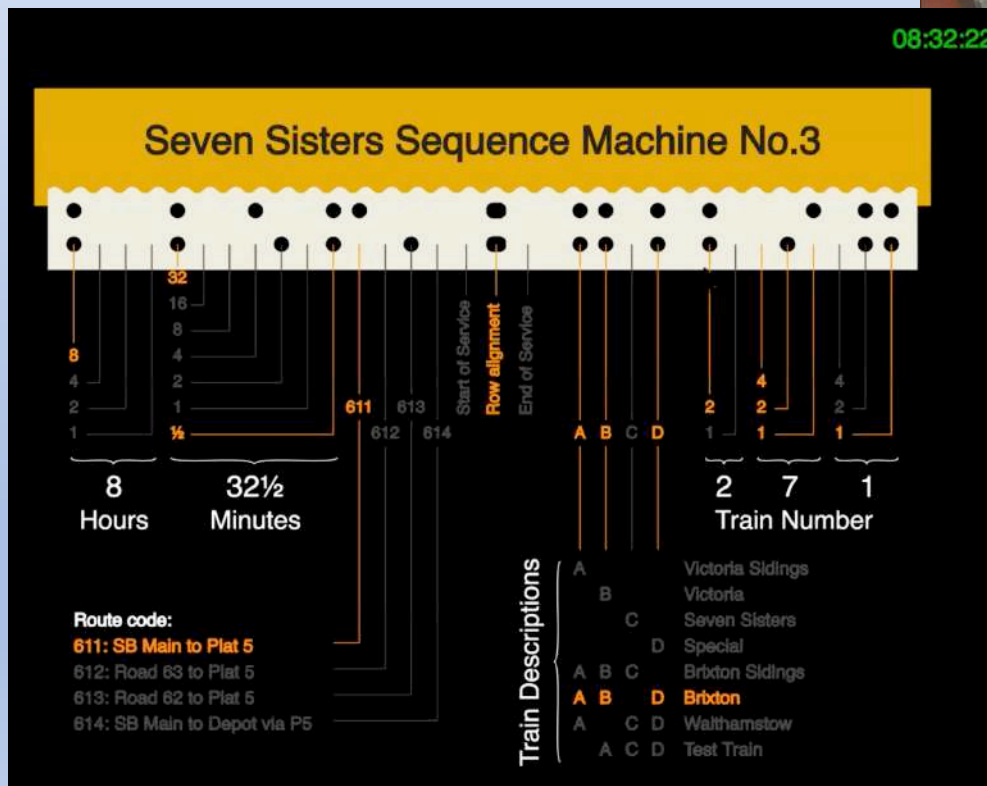 08:32:22
Seven Sisters Sequence Machine No.3
32
16
8
8
4
4
2
2
1
1
½
611
613
612
614
Start of Service
Row alignment
End of Service
A B C D
2
1
4
2
1
4
2
1
8
Hours
32½
Minutes
2 7 1
Train Number
Route code:
611: SB Main to Plat 5
612: Road 63 to Plat 5
613: Road 62 to Plat 5
614: SB Main to Depot via P5
Train Descriptions
A Victoria Sidings
B Victoria
C Seven Sisters
D Special
A B C Brixton Sidings
A B D Brixton
A C D Walthamstow
A C D Test Train